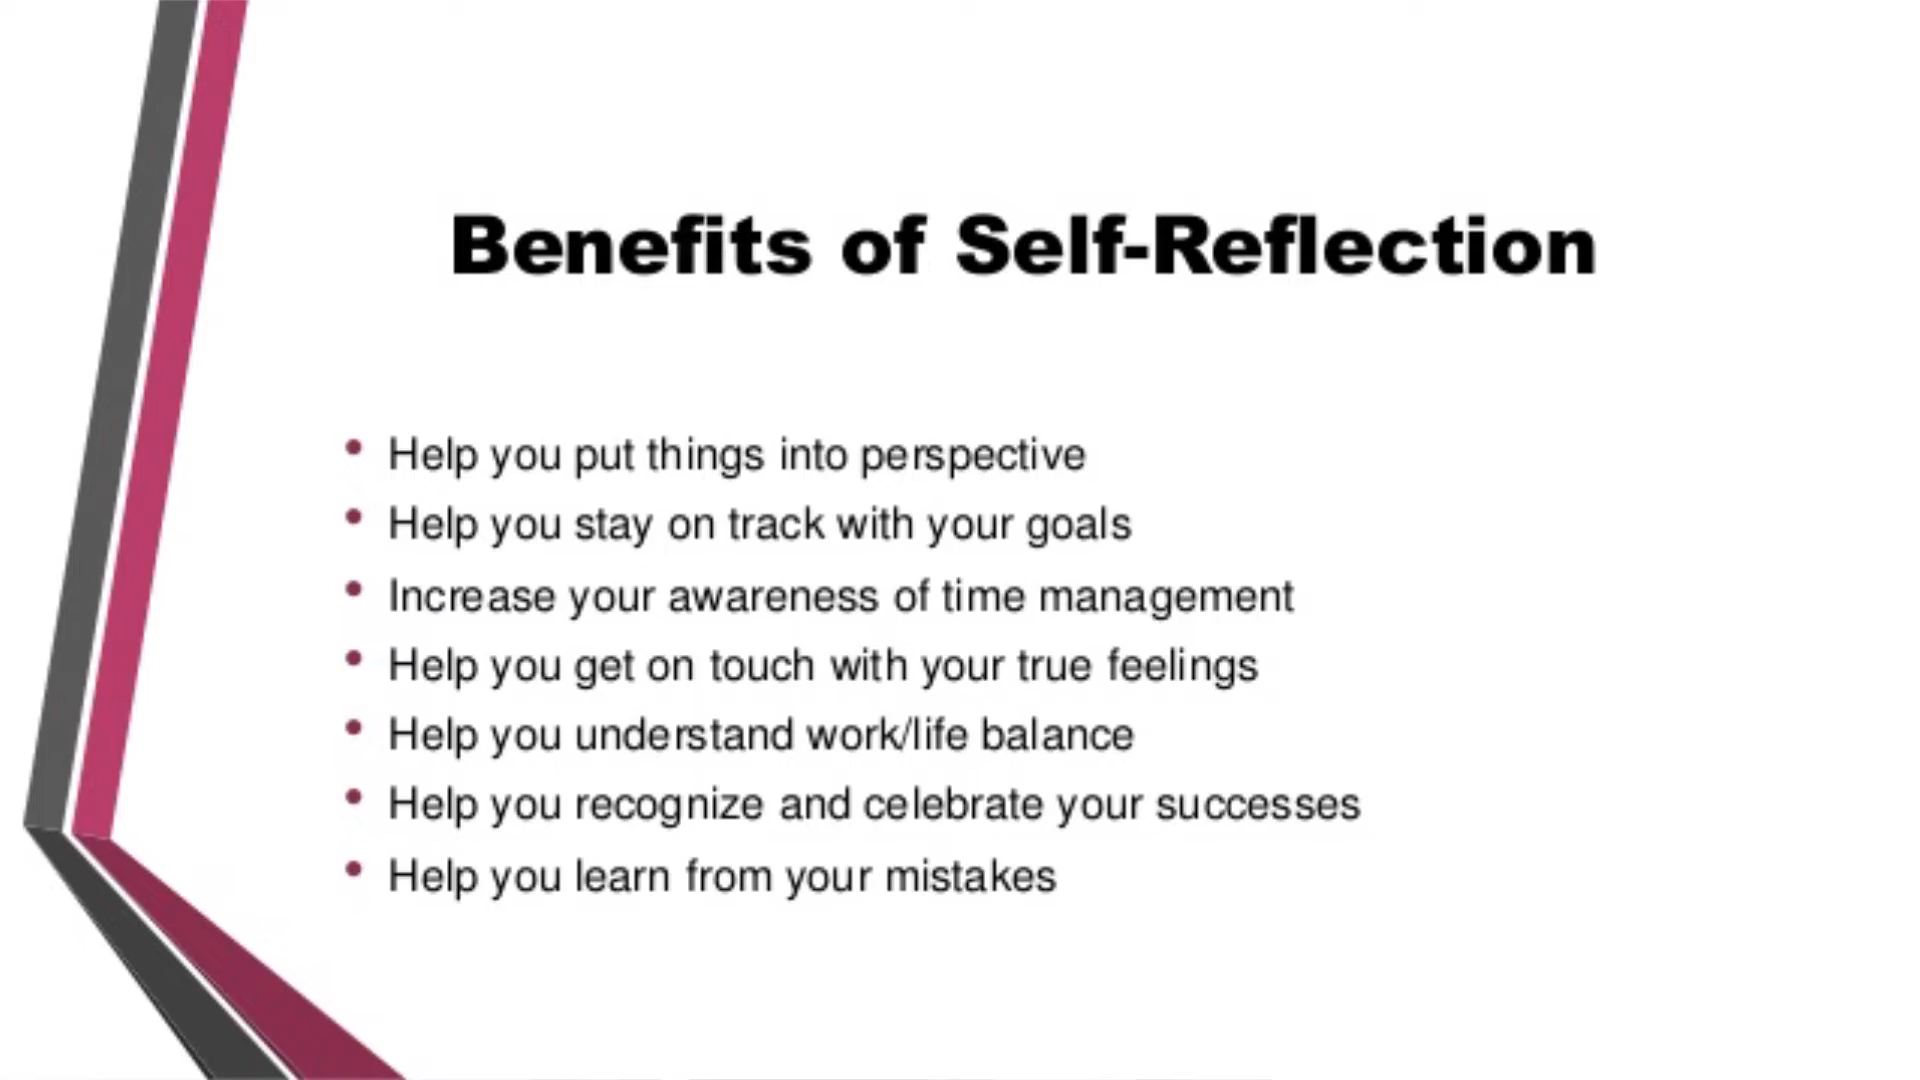 Benefits of Self-Reflection
• Help you put things into perspective
• Help you stay on track with your goals
• Increase your awareness of time management
• Help you get on touch with your true feelings
• Help you understand work/life balance
• Help you recognize and celebrate your successes
• Help you learn from your mistakes